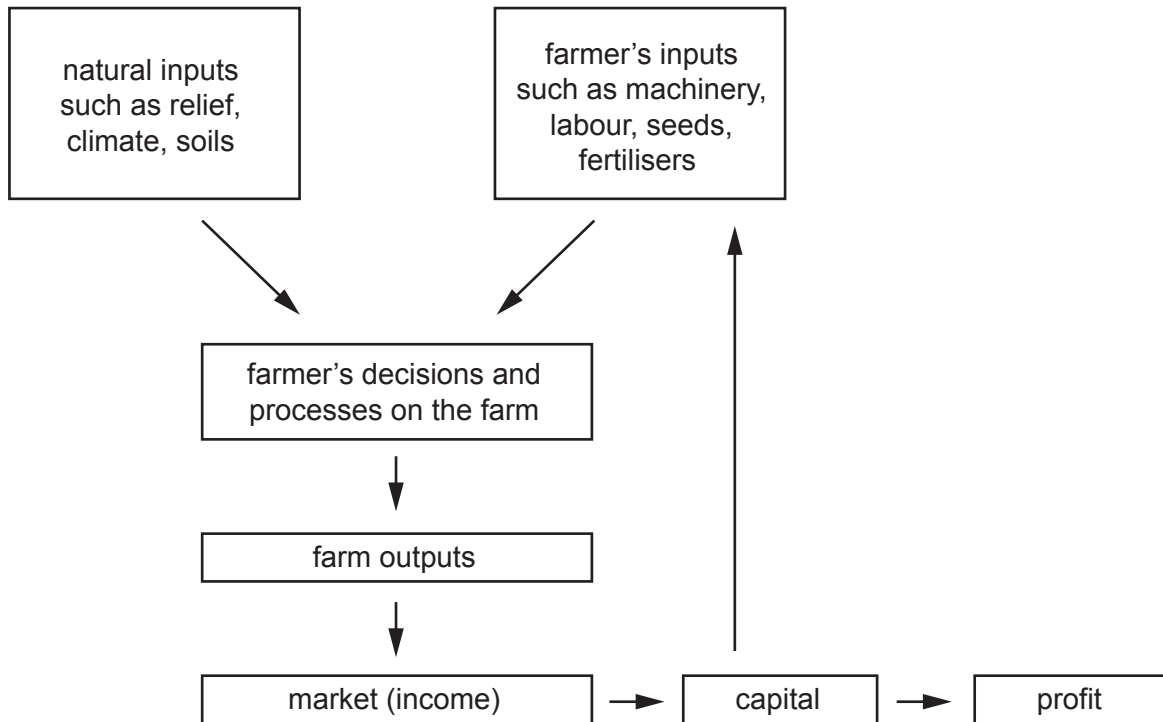 natural inputs
such as relief,
climate, soils
farmer’s inputs
such as machinery,
labour, seeds,
fertilisers
farmer’s decisions and
processes on the farm
farm outputs
market (income)
capital
profit